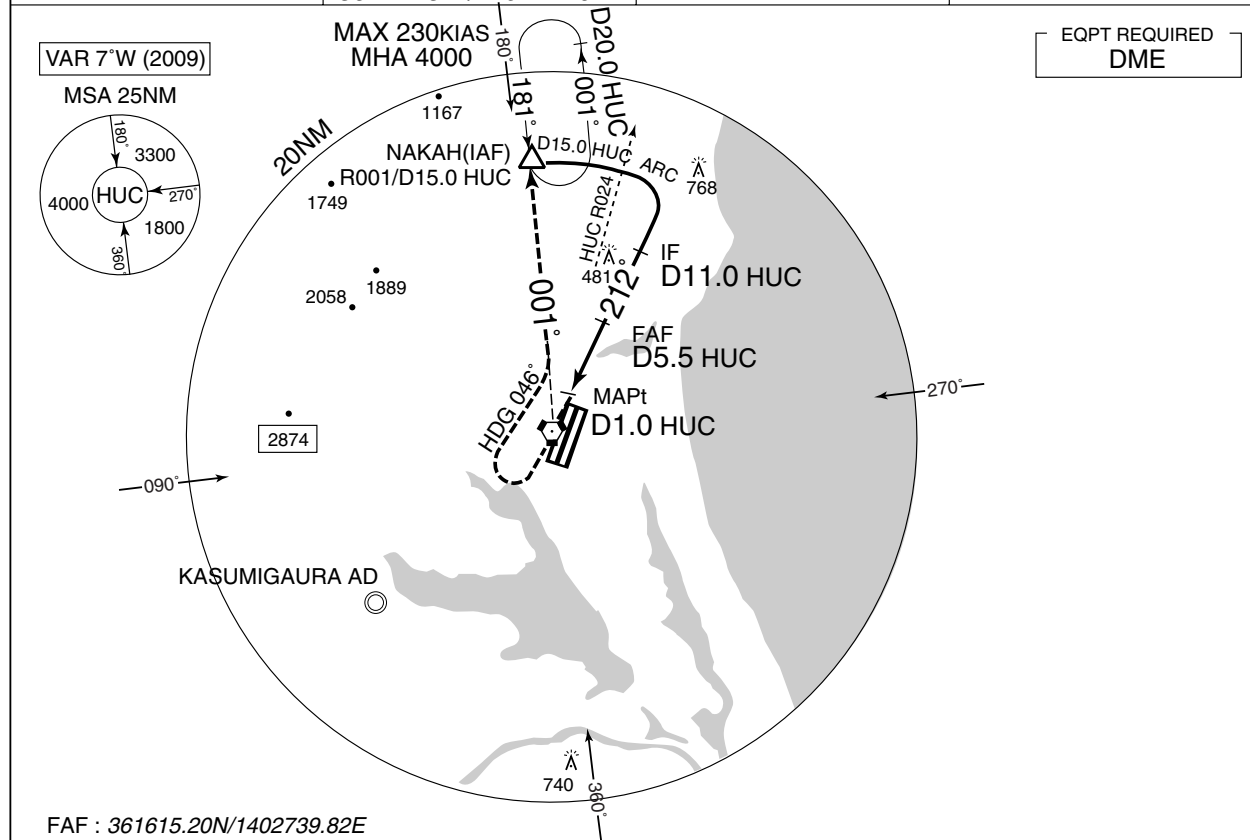 MAX 230KIAS
MHA 4000
180°
D20.0 HUC
EQPT REQUIRED
DME
VAR 7°W (2009)
MSA 25NM
180°
3300
HUC
4000
270°
1800
360°
1167
20NM
181°
001°
NAKAH(IAF)
R001/D15.0 HUC
D15.0 HUC ARC
768
1749
HUC R024
481
212°
IF
D11.0 HUC
2058
1889
001°
FAF
D5.5 HUC
HDG 046°
MAPt
D1.0 HUC
270°
2874
090°
KASUMIGAURA AD
740
360°
FAF : 361615.20N/1402739.82E